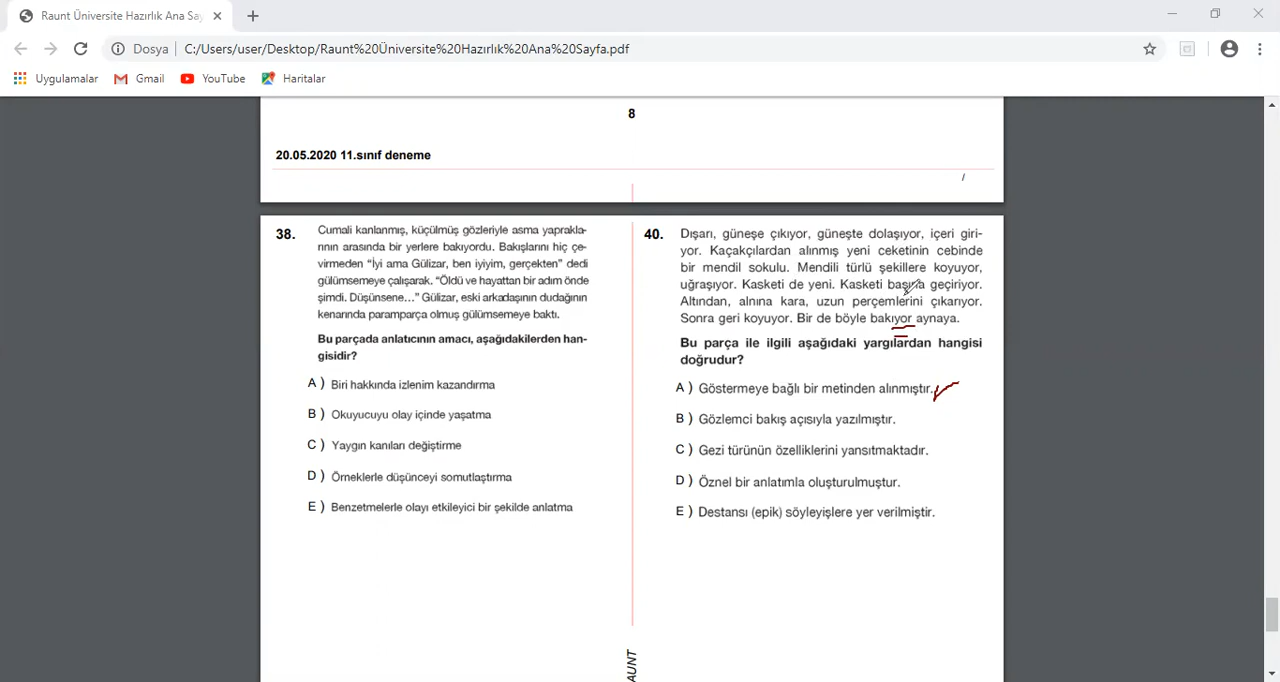 Raunt Üniversite Hazırlık Ana Say
Dosya
C:/Users/user/Desktop/Raunt%20Üniversite%20Hazırlık%20Ana%20Sayfa.pdf
Uygulamalar
Gmail
YouTube
Haritalar
8
20.05.2020 11.sınıf deneme
/
38.
Cumali kanlanmış, küçülmüş gözleriyle asma yaprakla-
rının arasında bir yerlere bakıyordu. Bakışlarını hiç çe-
virmeden "İyi ama Gülizar, ben iyiyim, gerçekten" dedi
gülümsemeye çalışarak. "Öldü ve hayattan bir adım önde
şimdi. Düşünsene..." Gülizar, eski arkadaşının dudağının
kenarında paramparça olmuş gülümsemeye baktı.
Bu parçada anlatıcının amacı, aşağıdakilerden han-
gisidir?
A ) Biri hakkında izlenim kazandırma
B ) Okuyucuyu olay içinde yaşatma
C ) Yaygın kanıları değiştirme
D ) Örneklerle düşünceyi somutlaştırma
E ) Benzetmelerle olayı etkileyici bir şekilde anlatma
40.
Dışarı, güneşe çıkıyor, güneşte dolaşıyor, içeri giri-
yor. Kaçakçılardan alınmış yeni ceketinin cebinde
bir mendil sokulu. Mendili türlü şekillere koyuyor,
uğraşıyor. Kasketi de yeni. Kasketi başına geçiriyor.
Altından, alnına kara, uzun perçemlerini çıkarıyor.
Sonra geri koyuyor. Bir de böyle bakıyor aynaya.
Bu parça ile ilgili aşağıdaki yargılardan hangisi
doğrudur?
A ) Göstermeye bağlı bir metinden alınmıştır.
B ) Gözlemci bakış açısıyla yazılmıştır.
C ) Gezi türünün özelliklerini yansıtmaktadır.
D ) Öznel bir anlatımla oluşturulmuştur.
E ) Destansı (epik) söyleyişlere yer verilmiştir.
AUNT